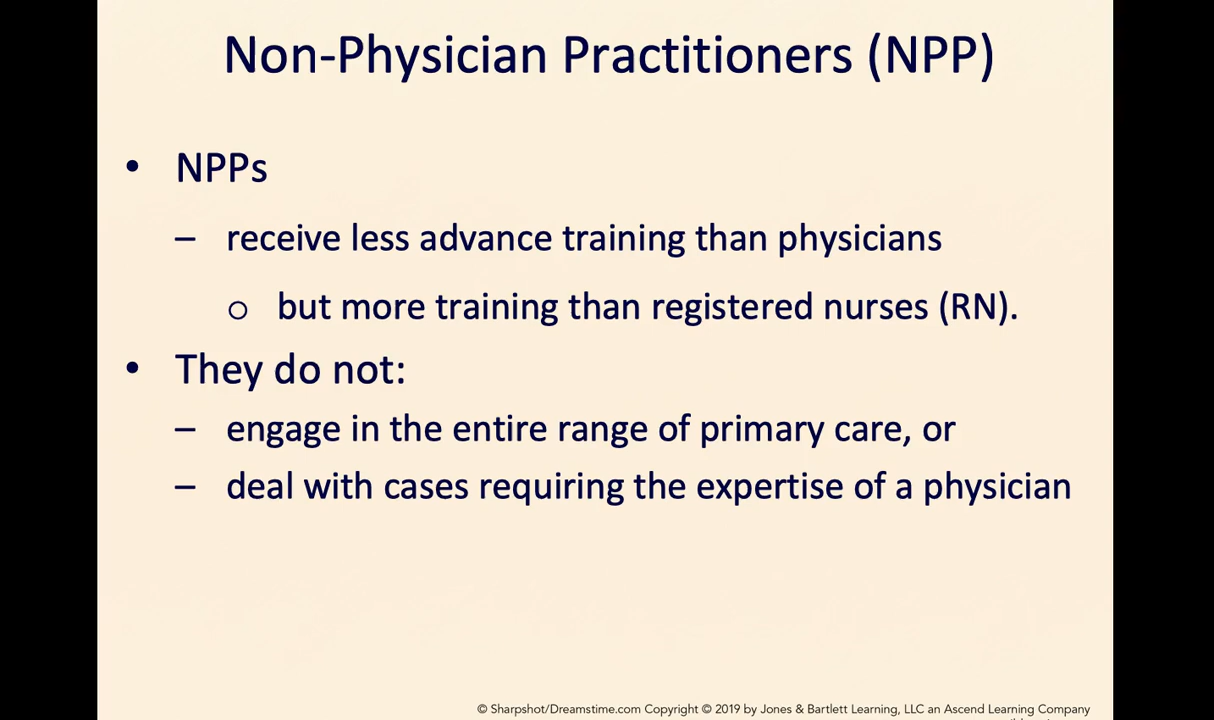 Non-Physician Practitioners (NPP)
• NPPs
– receive less advance training than physicians
o but more training than registered nurses (RN).
• They do not:
– engage in the entire range of primary care, or
– deal with cases requiring the expertise of a physician
© Sharpshot/Dreamstime.com Copyright © 2019 by Jones & Bartlett Learning, LLC an Ascend Learning Company